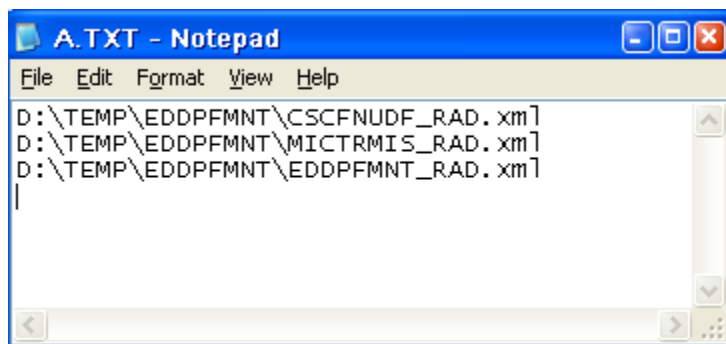 A.TXT - Notepad
File Edit Format View Help
D:\TEMP\EDDPFMNT\CSCFNUDF_RAD.xml
D:\TEMP\EDDPFMNT\MICTRMIS_RAD.xml
D:\TEMP\EDDPFMNT\EDDPFMNT_RAD.xml